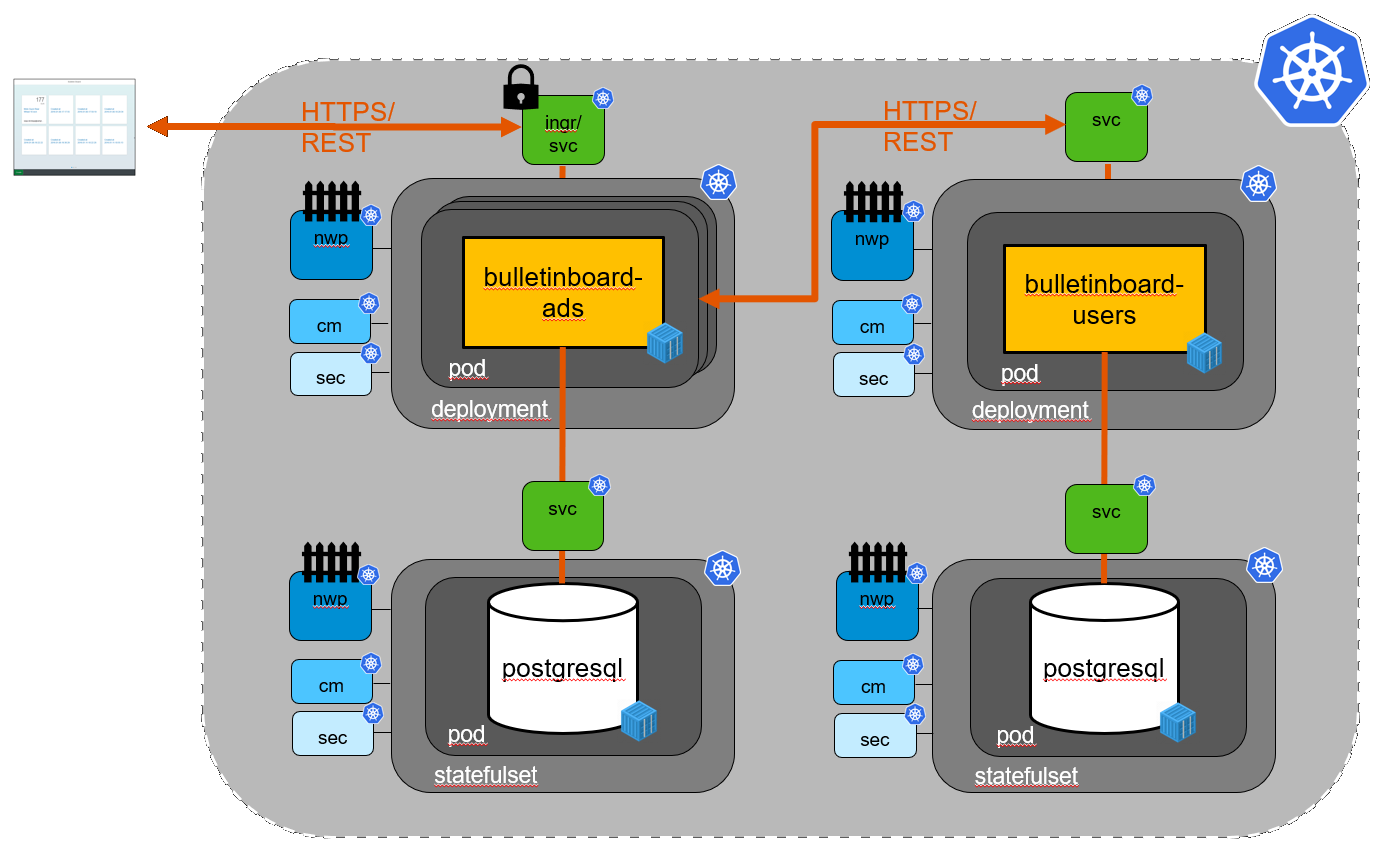 177
HTTPS/
REST
ingr/
svc
HTTPS/
REST
svc
nwp
cm
sec
bulletinboard-
ads
pod
deployment
nwp
cm
sec
bulletinboard-
users
pod
deployment
svc
svc
nwp
cm
sec
postgresql
pod
statefulset
nwp
cm
sec
postgresql
pod
statefulset